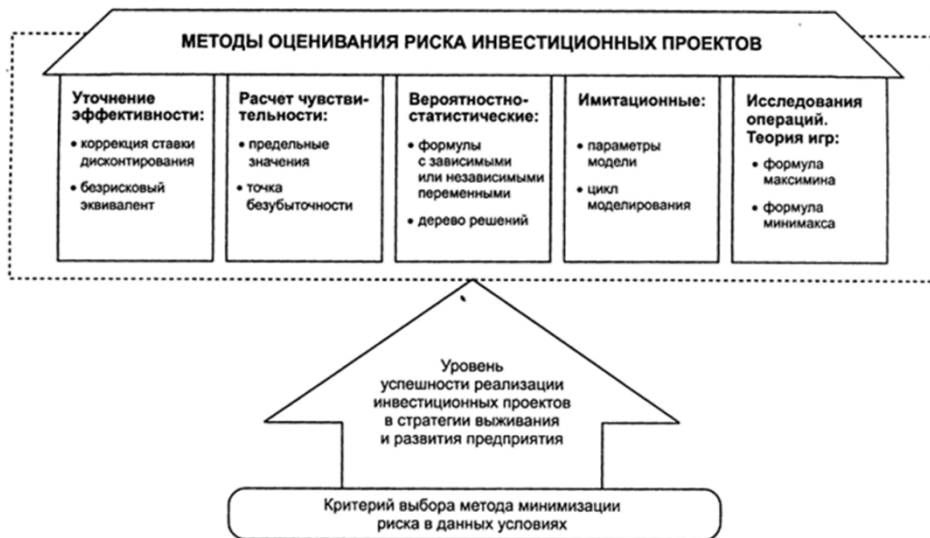 МЕТОДЫ ОЦЕНИВАНИЯ РИСКА ИНВЕСТИЦИОННЫХ ПРОЕКТОВ
Уточнение
эффективности:
• коррекция ставки
дисконтирования
• безрисковый
эквивалент
Расчет чувстви-
тельности:
• предельные
значения
• точка
безубыточности
Вероятностно-
статистические:
• формулы
с зависимыми
или независимыми
переменными
• дерево решений
Имитационные:
• параметры
модели
• цикл
моделирования
Исследования
операций.
Теория игр:
• формула
максимина
• формула
минимакса
Уровень
успешности реализации
инвестиционных проектов
в стратегии выживания
и развития предприятия
Критерий выбора метода минимизации
риска в данных условиях